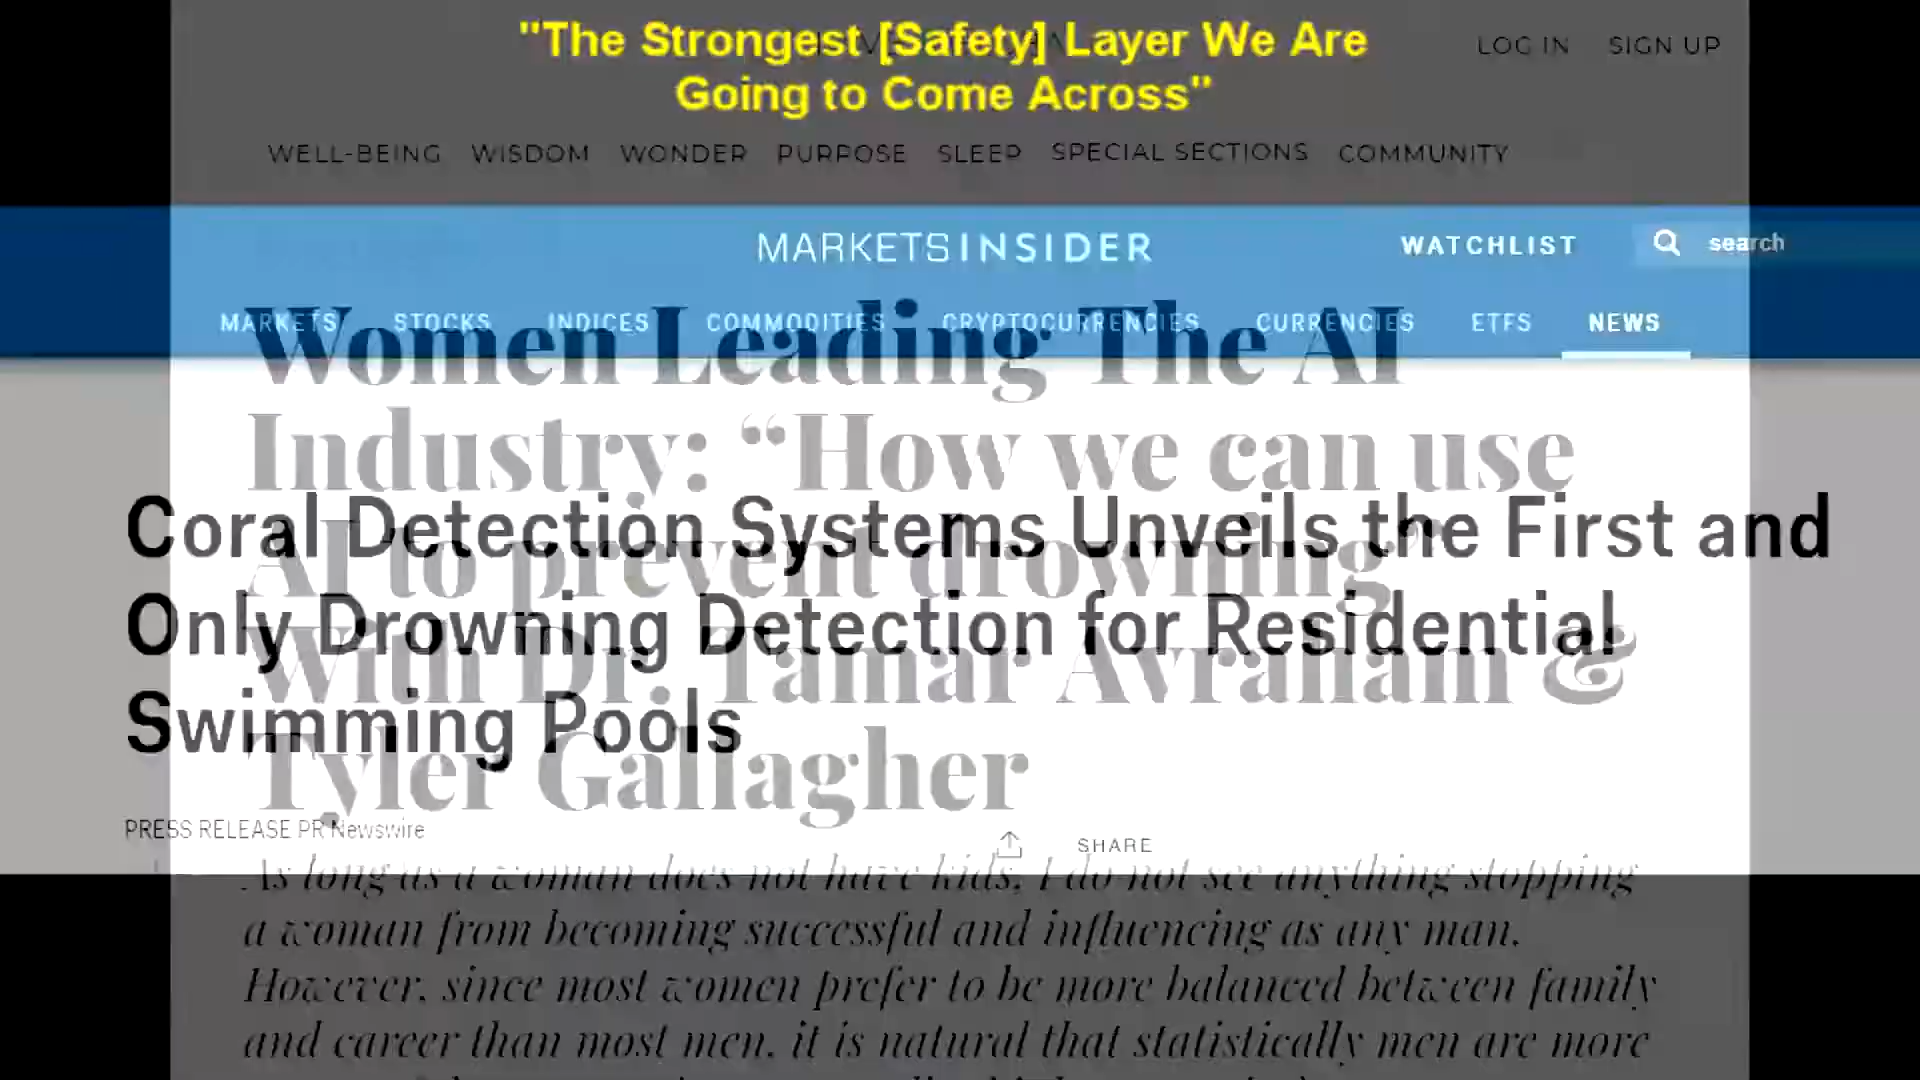 "The Strongest [Safety] Layer We Are
Going to Come Across"
LOG IN SIGN UP
WELL-BEING WISDOM WONDER PURPOSE SLEEP SPECIAL SECTIONS COMMUNITY
MARKETS INSIDER
WATCHLIST
search
MARKETS STOCKS INDICES COMMODITIES CRYPTOCURRENCIES CURRENCIES ETFS NEWS
Women Leading The AI
Industry: “How we can use
AI to prevent drowning”
With Dr. Tamar Avraham &
Tyler Gallagher
Coral Detection Systems Unveils the First and
Only Drowning Detection for Residential
Swimming Pools
PRESS RELEASE PR Newswire
SHARE
As long as a woman does not have kids, I do not see anything stopping
a woman from becoming successful and influencing as any man.
However, since most women prefer to be more balanced between family
and career than most men, it is natural that statistically men are more